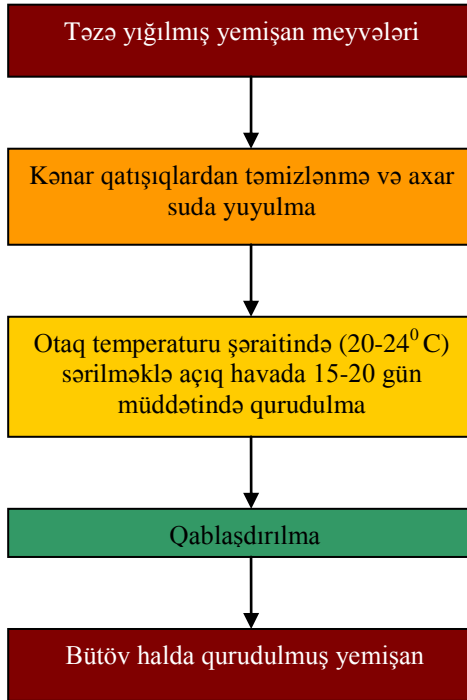 Təzə yığılmış yemişan meyvələri
Kənar qatışıqlardan təmizlənmə və axar
suda yuyulma
Otaq temperaturu şəraitində (20-24⁰ C)
sərilməklə açıq havada 15-20 gün
müddətində qurudulma
Qablaşdırılma
Bütöv halda qurudulmuş yemişan